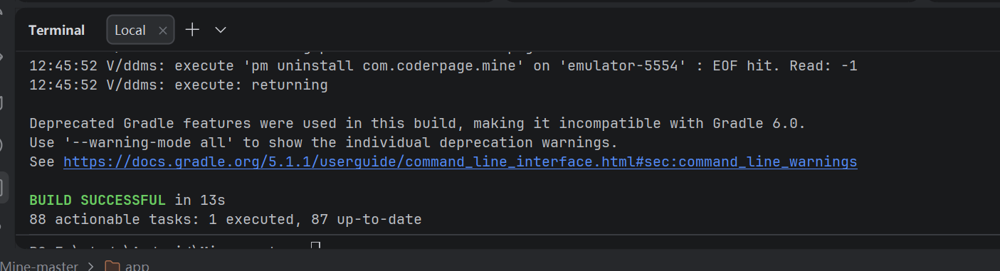 Terminal Local
12:45:52 V/ddms: execute 'pm uninstall com.coderpage.mine' on 'emulator-5554' : EOF hit. Read: -1
12:45:52 V/ddms: execute: returning
Deprecated Gradle features were used in this build, making it incompatible with Gradle 6.0.
Use '--warning-mode all' to show the individual deprecation warnings.
See https://docs.gradle.org/5.1.1/userguide/command_line_interface.html#sec:command_line_warnings
BUILD SUCCESSFUL in 13s
88 actionable tasks: 1 executed, 87 up-to-date
Mine-master > app